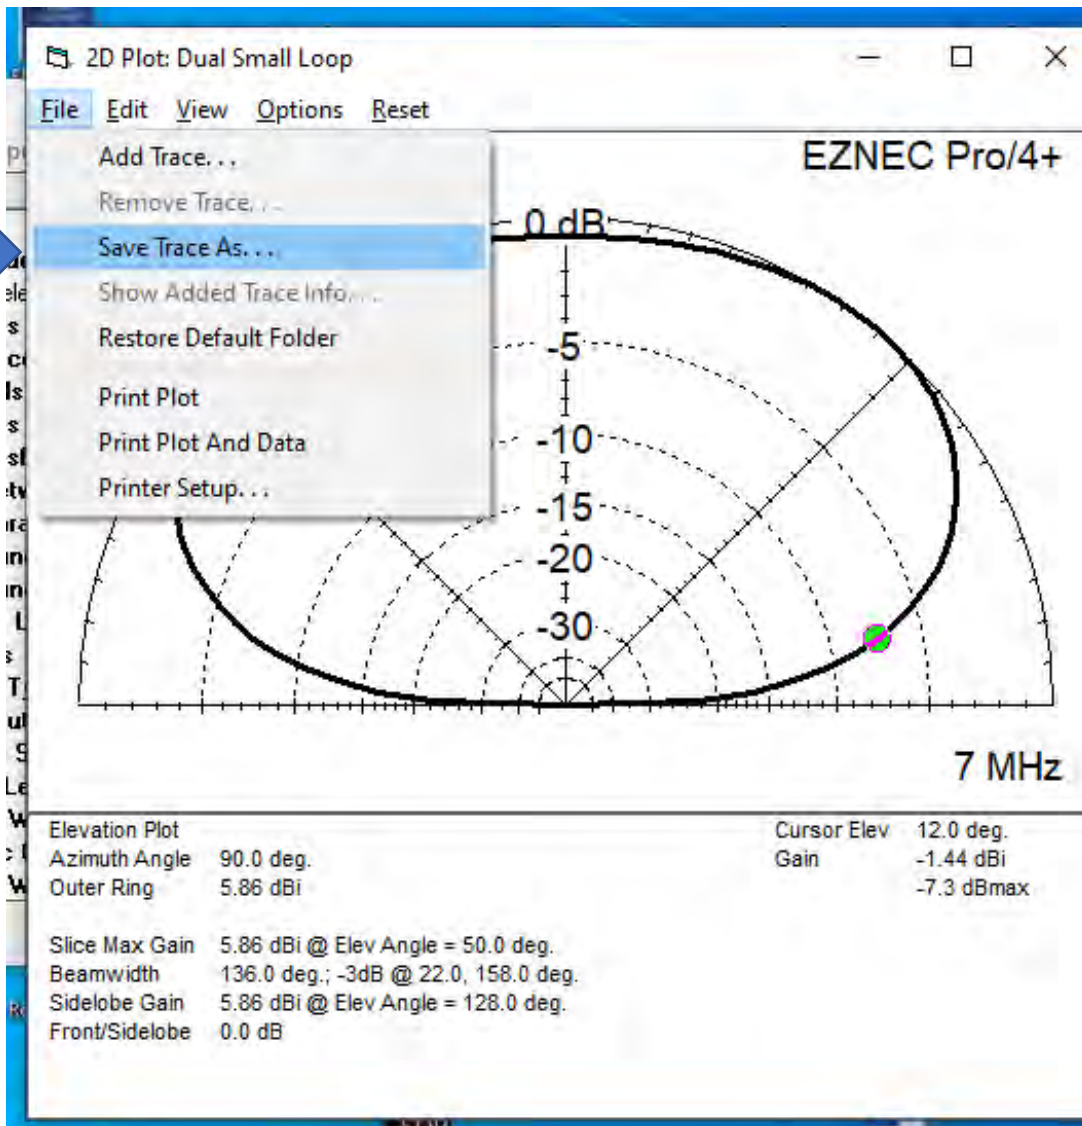 2D Plot: Dual Small Loop
File Edit View Options Reset
Add Trace. . .
Remove Trace. . .
Save Trace As. . .
Show Added Trace Info. . .
Restore Default Folder
Print Plot
Print Plot And Data
Printer Setup. . .
EZNEC Pro/4+
0 dB
-5
-10
-15
-20
-30
7 MHz
Elevation Plot
Azimuth Angle 90.0 deg.
Outer Ring 5.86 dBi
Cursor Elev 12.0 deg.
Gain -1.44 dBi
-7.3 dBmax
Slice Max Gain 5.86 dBi @ Elev Angle = 50.0 deg.
Beamwidth 136.0 deg.; -3dB @ 22.0, 158.0 deg.
Sidelobe Gain 5.86 dBi @ Elev Angle = 128.0 deg.
Front/Sidelobe 0.0 dB